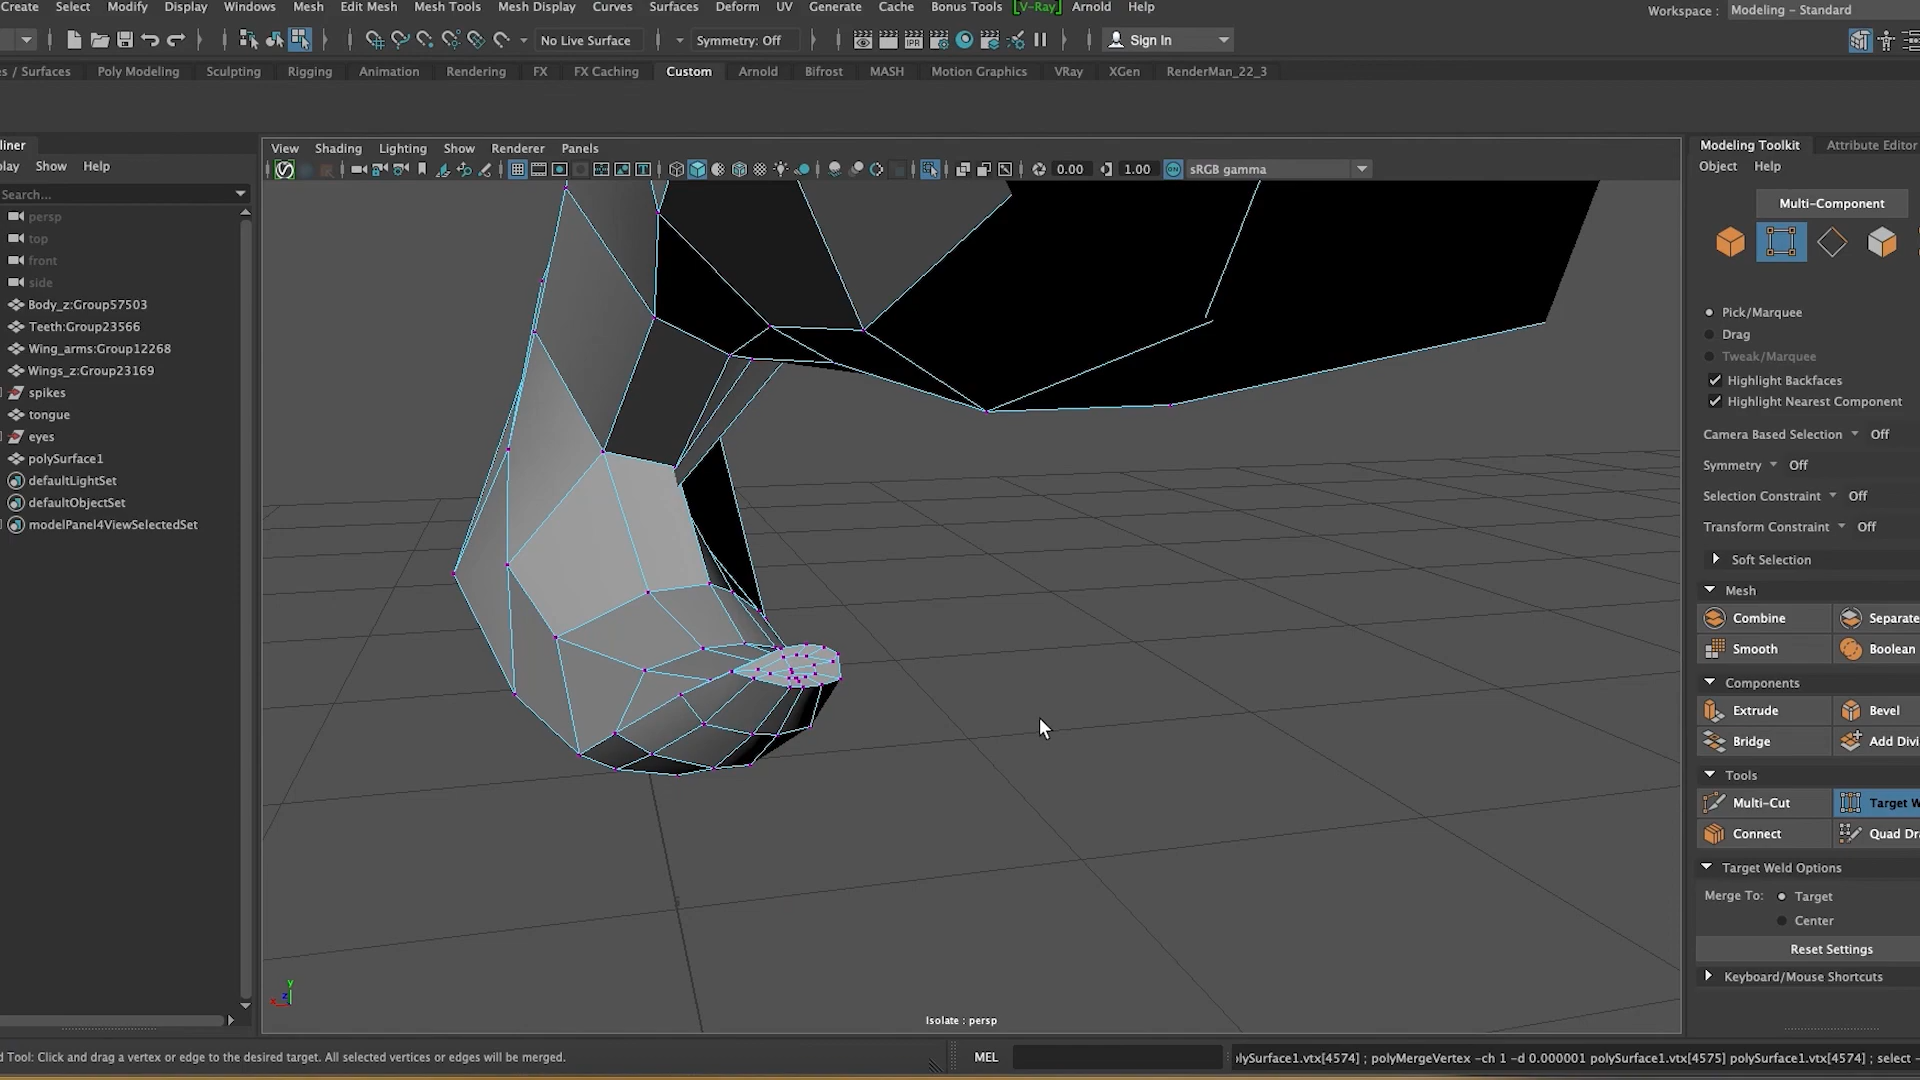 Create Select Modify Display Windows Mesh Edit Mesh Mesh Tools Mesh Display Curves Surfaces Deform UV Generate Cache Bonus Tools [V-Ray] Arnold Help
Workspace : Modeling - Standard
No Live Surface Symmetry: Off IPR Sign In
s / Surfaces Poly Modeling Sculpting Rigging Animation Rendering FX FX Caching Custom Arnold Bifrost MASH Motion Graphics VRay XGen RenderMan_22_3
liner
play Show Help
Search...
persp
top
front
side
Body_z:Group57503
Teeth:Group23566
Wing_arms:Group12268
Wings_z:Group23169
spikes
tongue
eyes
polySurface1
defaultLightSet
defaultObjectSet
modelPanel4ViewSelectedSet
View Shading Lighting Show Renderer Panels
0.00 1.00 ON sRGB gamma
y
z
x
Isolate : persp
Modeling Toolkit Attribute Editor
Object Help
Multi-Component
Pick/Marquee
Drag
Tweak/Marquee
Highlight Backfaces
Highlight Nearest Component
Camera Based Selection Off
Symmetry Off
Selection Constraint Off
Transform Constraint Off
Soft Selection
Mesh
Combine Separate
Smooth Boolean
Components
Extrude Bevel
Bridge Add Divi
Tools
Multi-Cut Target W
Connect Quad Dra
Target Weld Options
Merge To: Target
Center
Reset Settings
Keyboard/Mouse Shortcuts
d Tool: Click and drag a vertex or edge to the desired target. All selected vertices or edges will be merged.
MEL
olySurface1.vtx[4574] ; polyMergeVertex -ch 1 -d 0.000001 polySurface1.vtx[4575] polySurface1.vtx[4574] ; select -